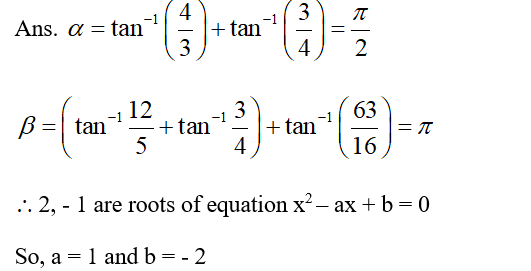 Ans. α = tan⁻¹(4/3) + tan⁻¹(3/4) = π/2
β = (tan⁻¹ 12/5 + tan⁻¹ 3/4) + tan⁻¹(63/16) = π
∴ 2, - 1 are roots of equation x² – ax + b = 0
So, a = 1 and b = - 2